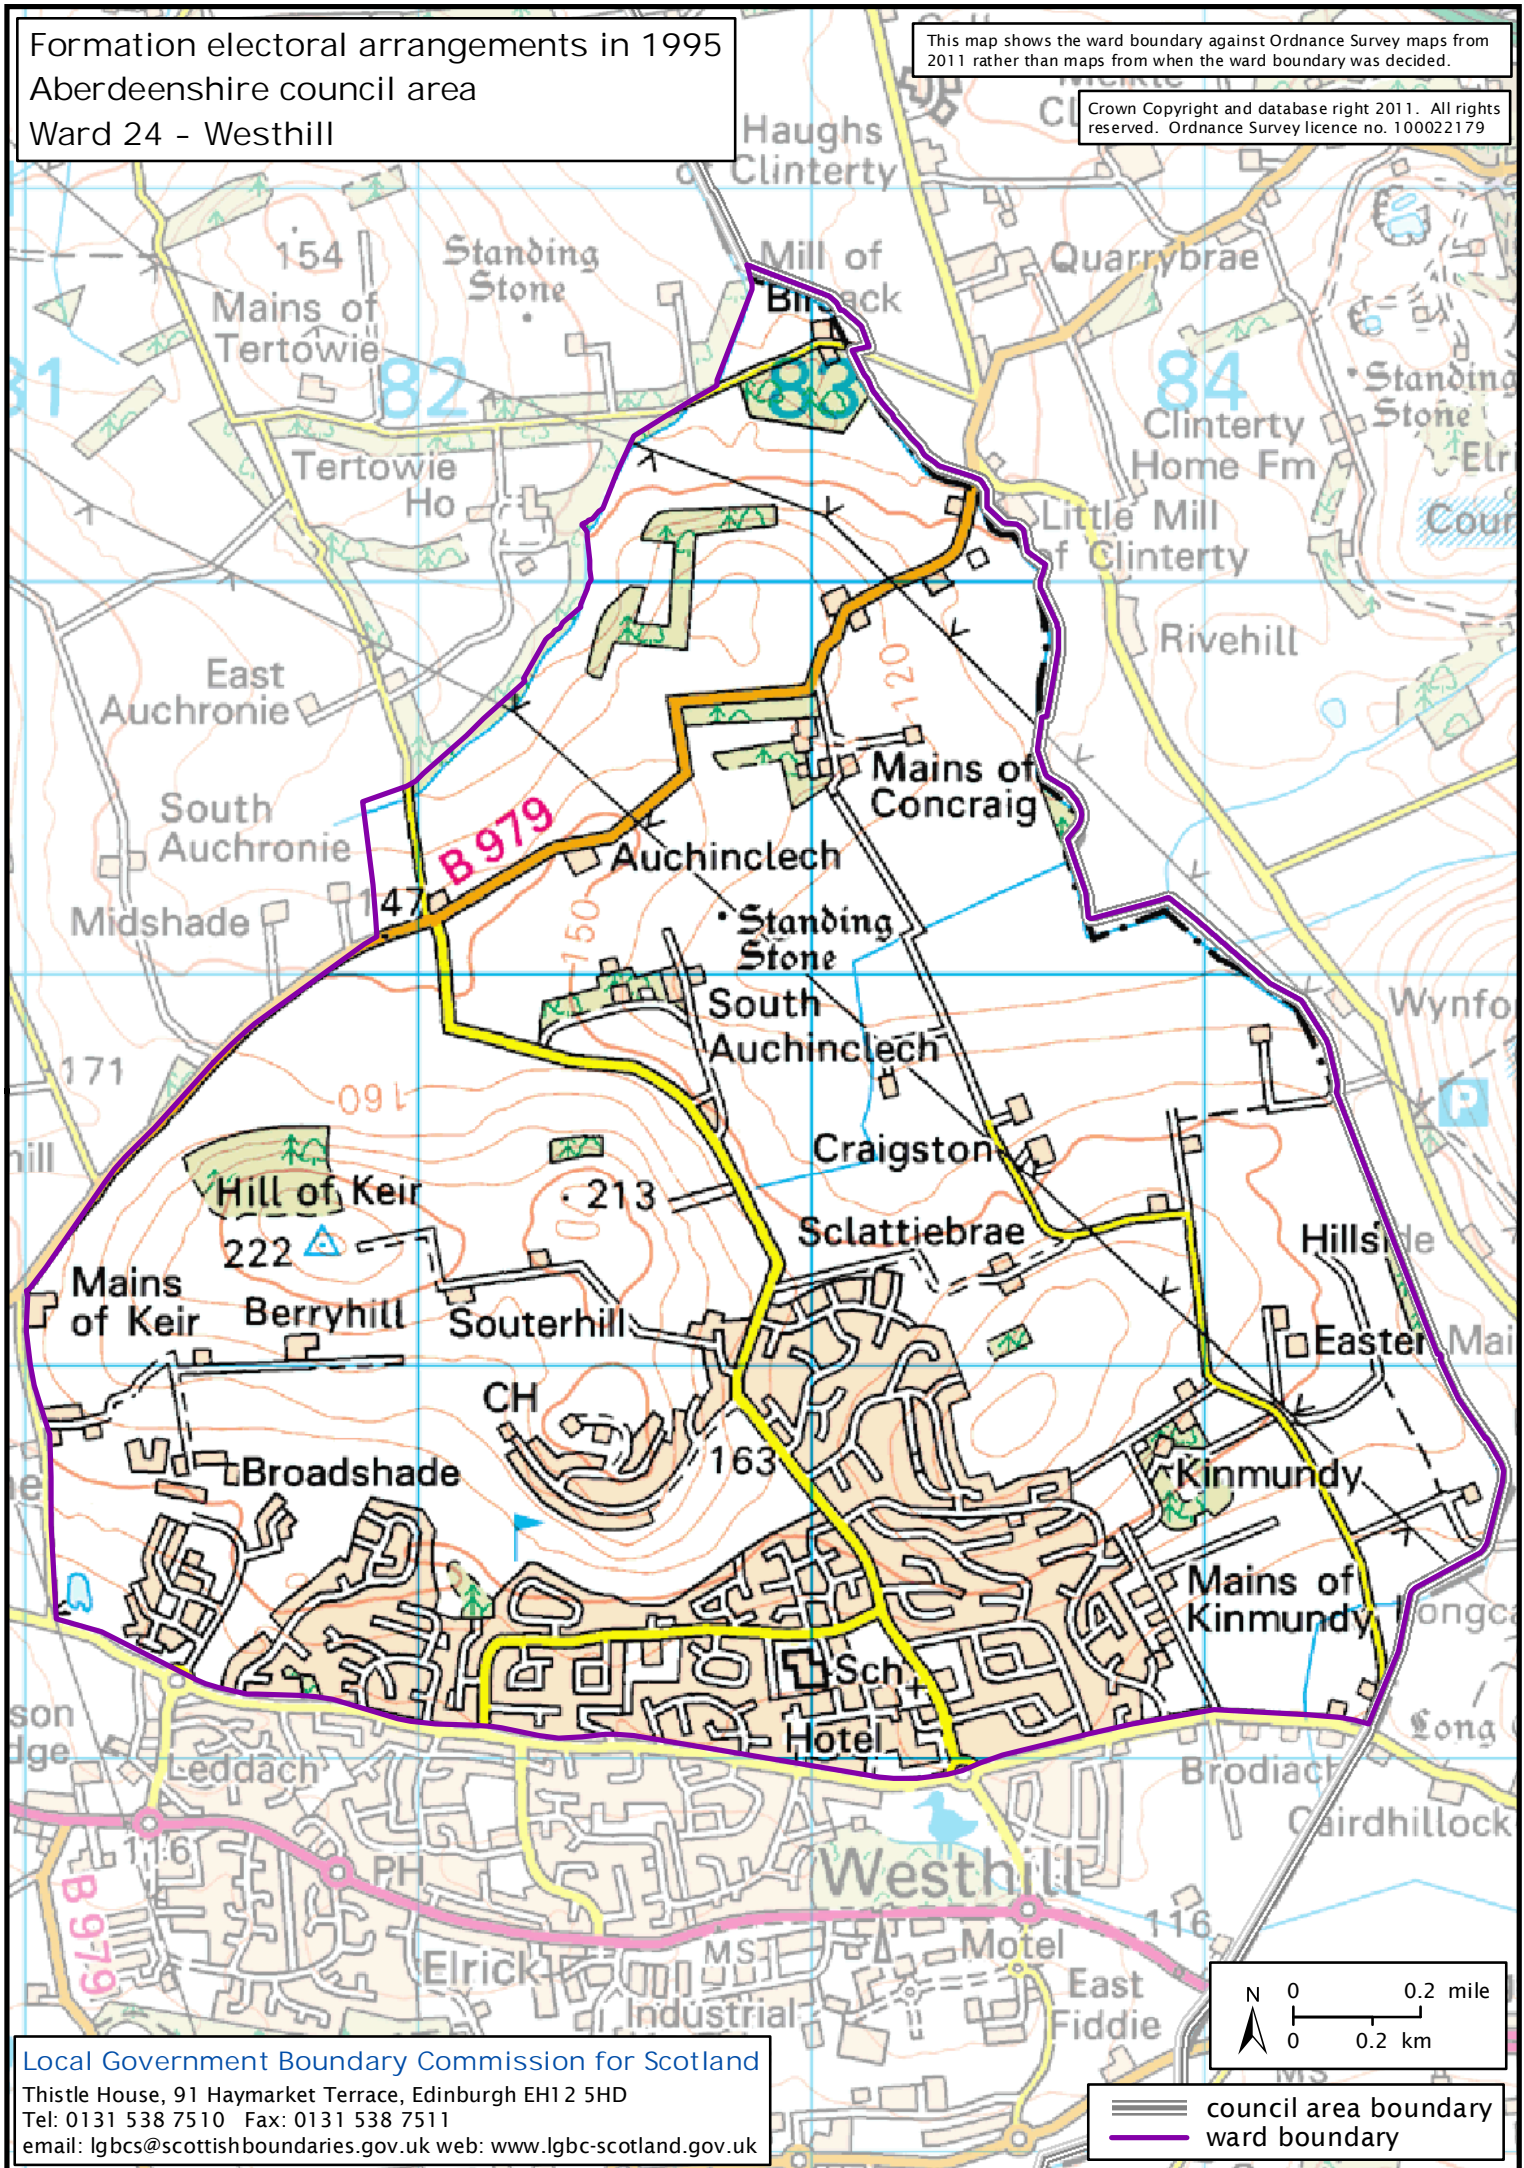 Formation electoral arrangements in 1995
Aberdeenshire council area
Ward 24 - Westhill
This map shows the ward boundary against Ordnance Survey maps from
2011 rather than maps from when the ward boundary was decided.
Crown Copyright and database right 2011. All rights
reserved. Ordnance Survey licence no. 100022179
Haughs
of Clinterty
154
Standing
Stone
Mill of
Quarrybrae
Mains of
Tertowie
82
83
84
Standing
Stone
Clinterty
Home Fm
Tertowie
Ho
Little Mill
of Clinterty
Rivehill
East
Auchronie
120
Mains of
Concraig
South
Auchronie
B 979
Auchinclech
147
Midshade
150
Standing
Stone
South
Auchinclech
171
160
P
Craigston
Hill of Keir
213
222
Sclattiebrae
Mains
of Keir
Berryhill
Souterhill
Hillside
Easter
CH
163
Broadshade
Kinmundy
Mains of
Kinmundy
Sch
Hotel
Leddach
Brodiach
Cairdhillock
116
PH
Westhill
B 979
116
MS
Motel
Elrick
Industrial
East
Fiddie
MS
N
0 0.2 mile
0 0.2 km
Local Government Boundary Commission for Scotland
Thistle House, 91 Haymarket Terrace, Edinburgh EH12 5HD
Tel: 0131 538 7510 Fax: 0131 538 7511
email: lgbcs@scottishboundaries.gov.uk web: www.lgbc-scotland.gov.uk
council area boundary
ward boundary